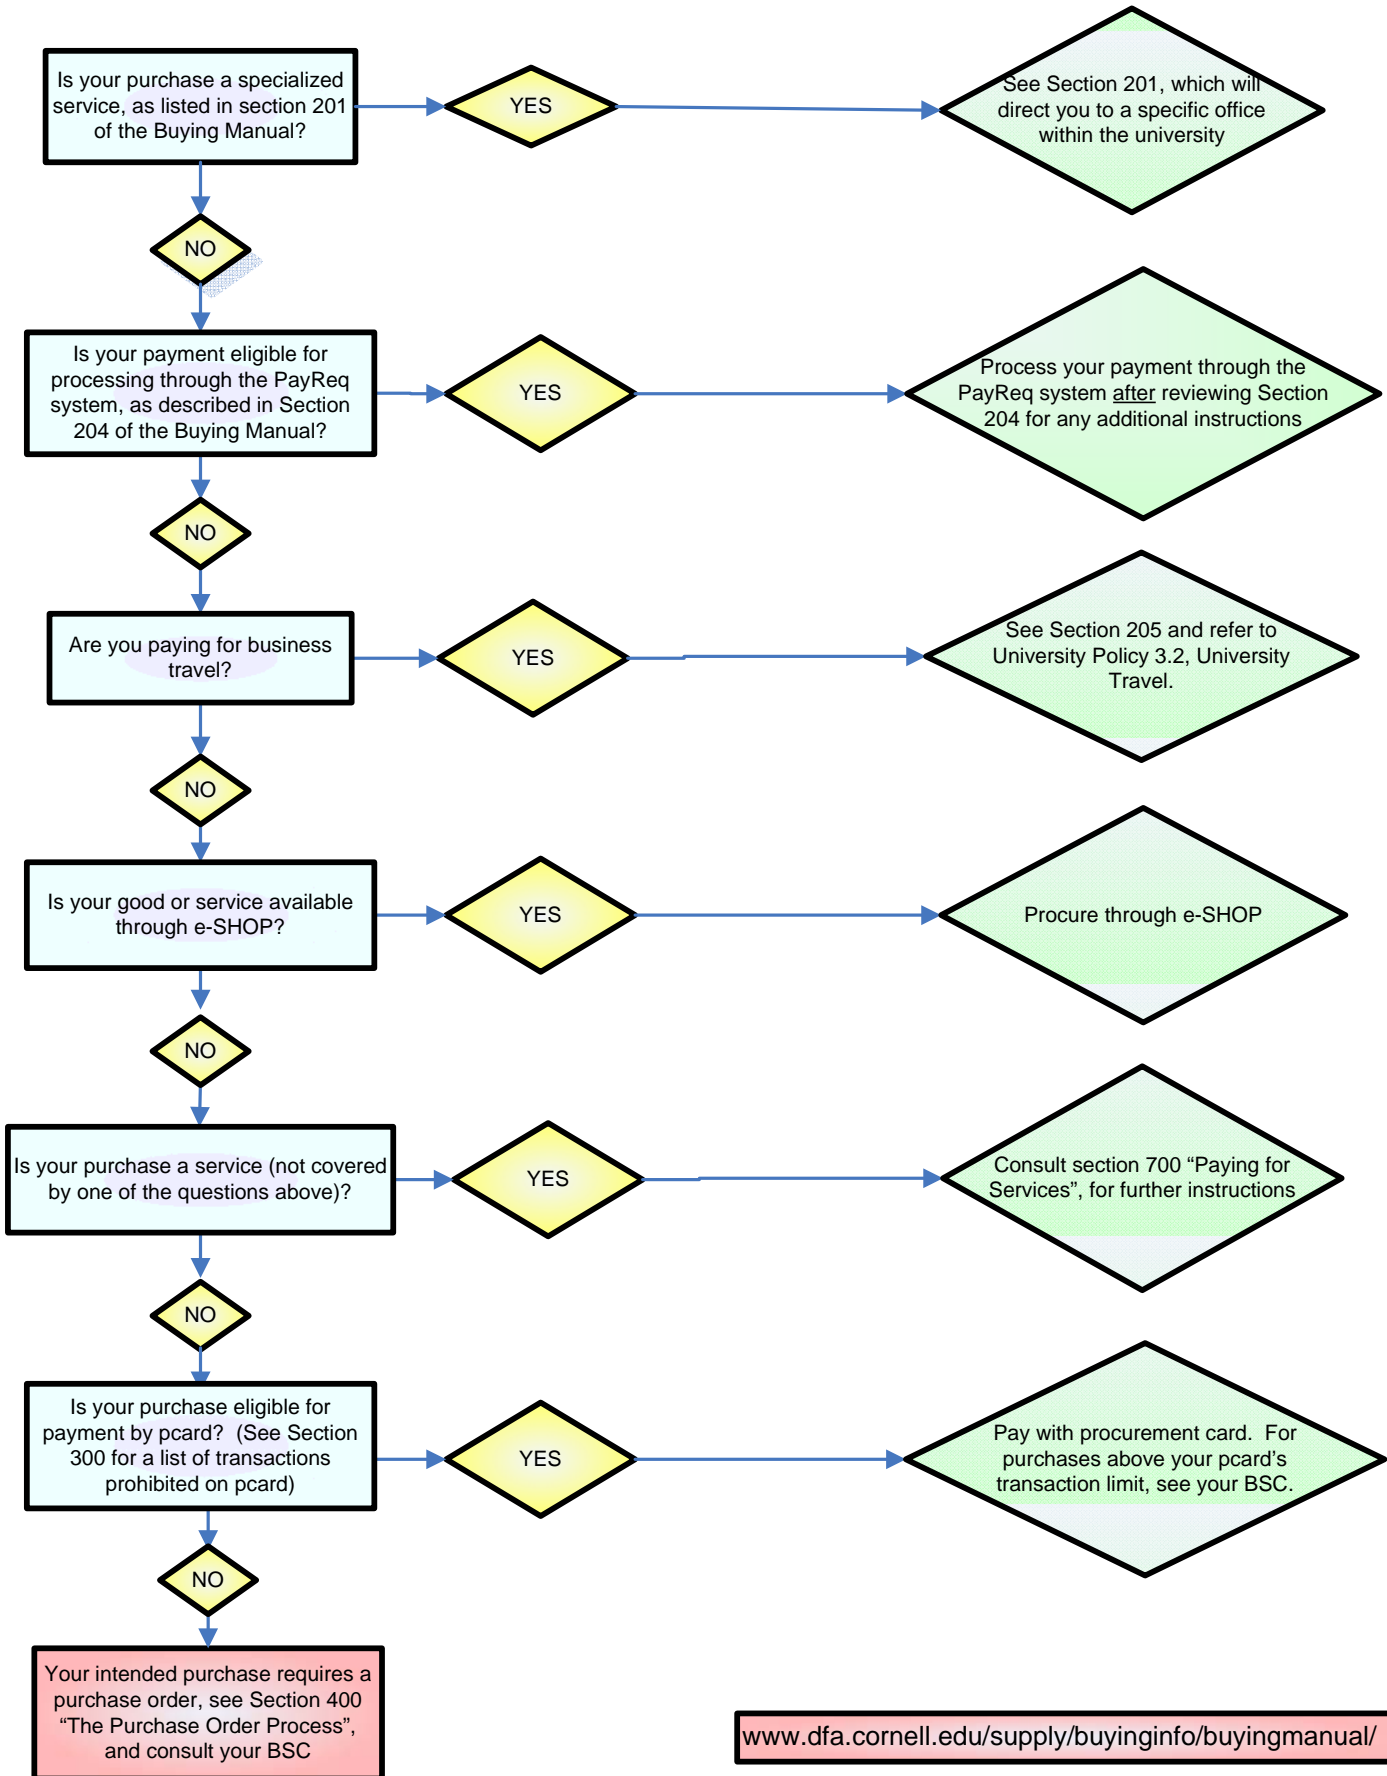 Is your purchase a specialized
service, as listed in section 201
of the Buying Manual?
YES
See Section 201, which will
direct you to a specific office
within the university
NO
Is your payment eligible for
processing through the PayReq
system, as described in Section
204 of the Buying Manual?
YES
Process your payment through the
PayReq system after reviewing Section
204 for any additional instructions
NO
Are you paying for business
travel?
YES
See Section 205 and refer to
University Policy 3.2, University
Travel.
NO
Is your good or service available
through e-SHOP?
YES
Procure through e-SHOP
NO
Is your purchase a service (not covered
by one of the questions above)?
YES
Consult section 700 “Paying for
Services”, for further instructions
NO
Is your purchase eligible for
payment by pcard?  (See Section
300 for a list of transactions
prohibited on pcard)
YES
Pay with procurement card.  For
purchases above your pcard’s
transaction limit, see your BSC.
NO
Your intended purchase requires a
purchase order, see Section 400
“The Purchase Order Process”,
and consult your BSC
www.dfa.cornell.edu/supply/buyinginfo/buyingmanual/